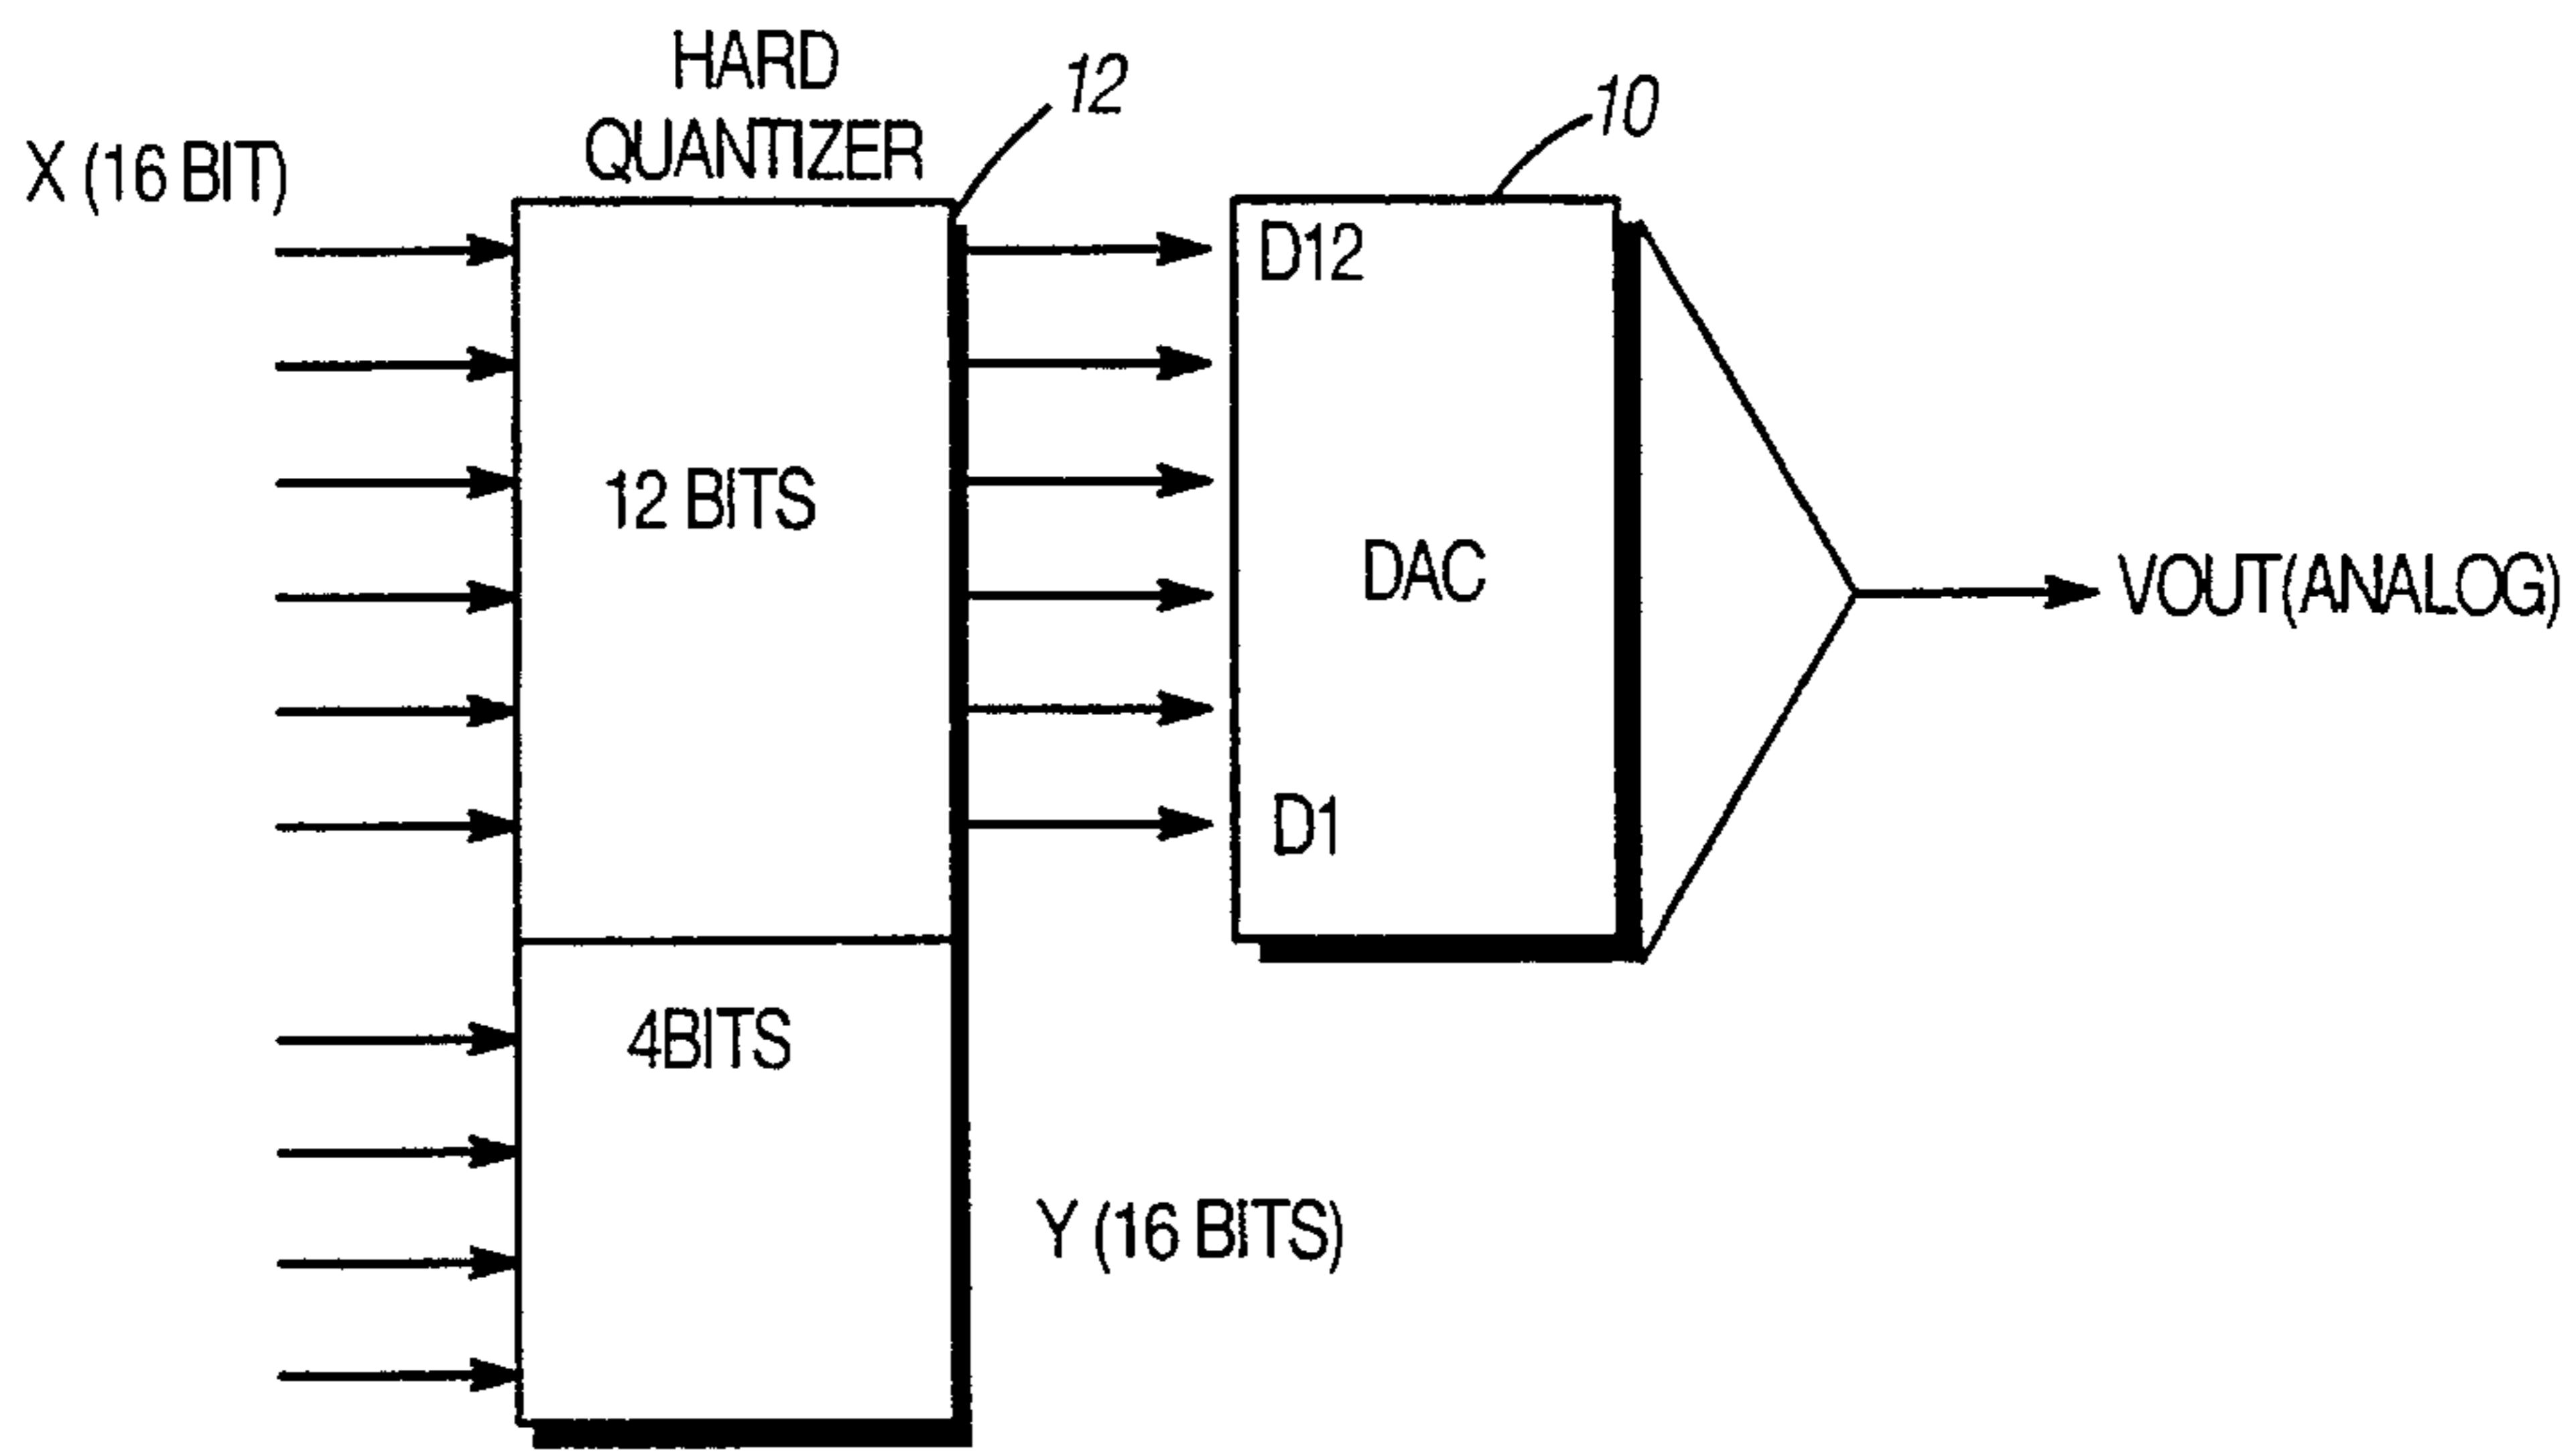 HARD
QUANTIZER
12
10
X (16 BIT)
D12
12 BITS
DAC
VOUT(ANALOG)
D1
4BITS
Y (16 BITS)